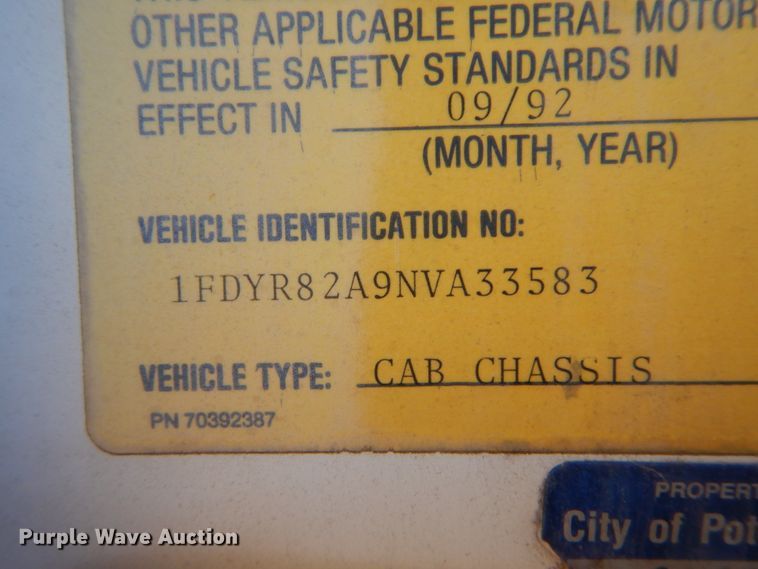 OTHER APPLICABLE FEDERAL MOTOR
VEHICLE SAFETY STANDARDS IN
EFFECT IN 09/92
(MONTH, YEAR)
VEHICLE IDENTIFICATION NO:
1FDYR82A9NVA33583
VEHICLE TYPE: CAB CHASSIS
PN 70392387
PROPERT
City of Pot
Purple Wave Auction